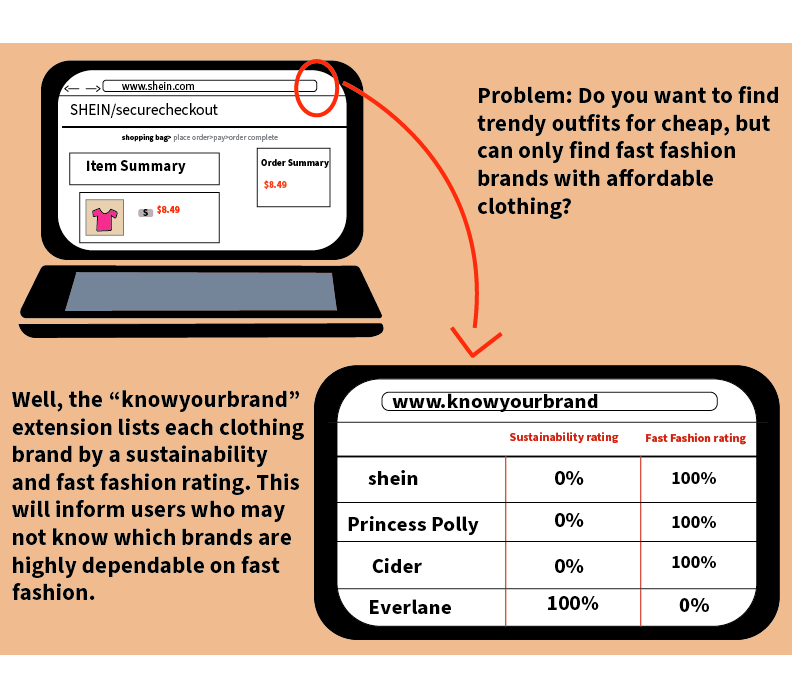 www.shein.com
SHEIN/securecheckout
shopping bag> place order>pay>order complete
Item Summary
Order Summary
$8.49
S $8.49
Problem: Do you want to find
trendy outfits for cheap, but
can only find fast fashion
brands with affordable
clothing?
Well, the “knowyourbrand”
extension lists each clothing
brand by a sustainability
and fast fashion rating. This
will inform users who may
not know which brands are
highly dependable on fast
fashion.
www.knowyourbrand
Sustainability rating Fast Fashion rating
shein 0% 100%
Princess Polly 0% 100%
Cider 0% 100%
Everlane 100% 0%